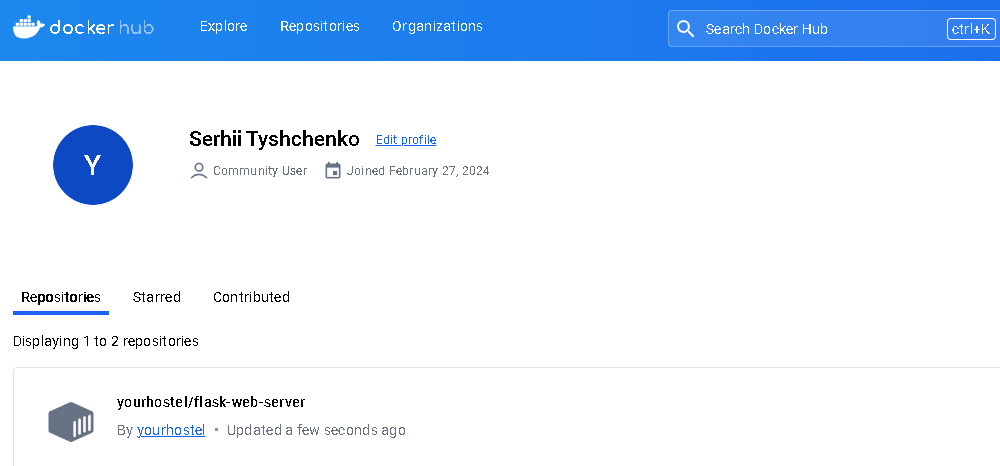 docker hub Explore Repositories Organizations Search Docker Hub ctrl+K
Y
Serhii Tyshchenko Edit profile
Community User Joined February 27, 2024
Repositories Starred Contributed
Displaying 1 to 2 repositories
yourhostel/flask-web-server
By yourhostel • Updated a few seconds ago